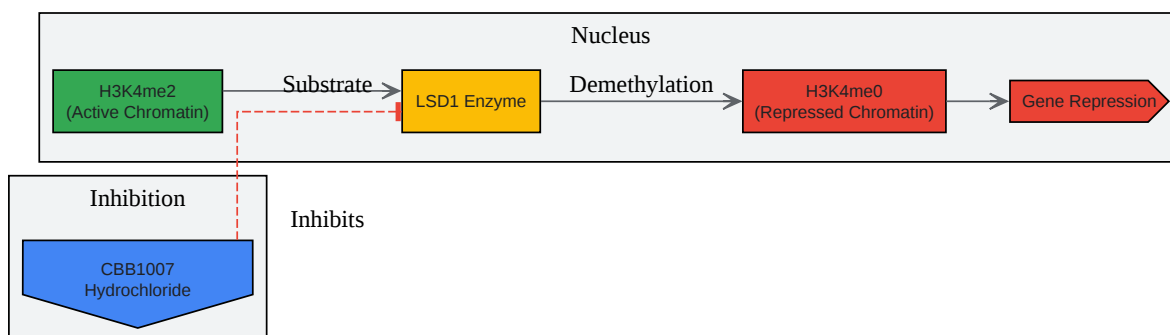 Nucleus
H3K4me2
(Active Chromatin)
Substrate
LSD1 Enzyme
Demethylation
H3K4me0
(Repressed Chromatin)
Gene Repression
Inhibition
Inhibits
CBB1007
Hydrochloride